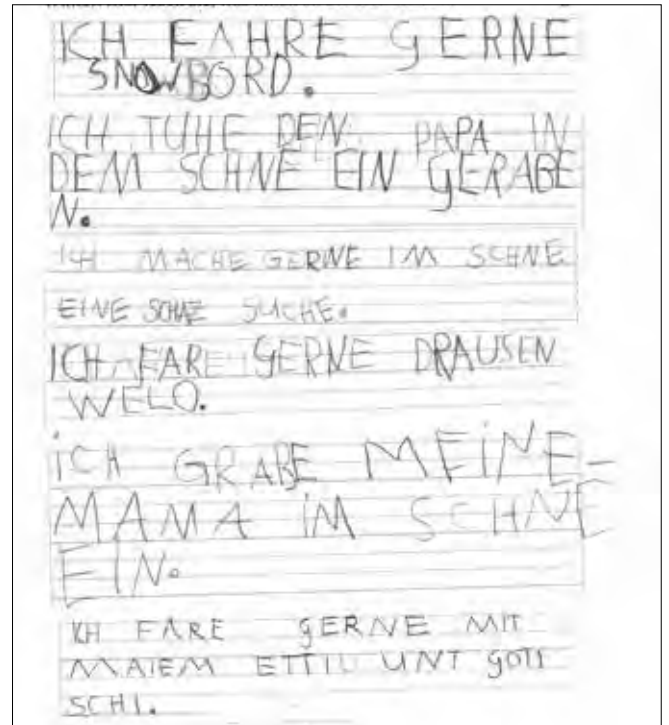 ICH FAHRE GERNE
SNOWBORD.
ICH TUHE DEN PAPA IN
DEM SCHNE EIN GERABE
N.
ICH MACHE GERNE IM SCHNE
EINE SCHAZ SUCHE.
ICH FARE GERNE DRAUSEN
WELO.
iCH GRABE MEiNE-
MAMA iM SCHNE
EIN.
ICH FARE GERNE MIT
MAIEM ETTIL UNT GOTI
SCHI.